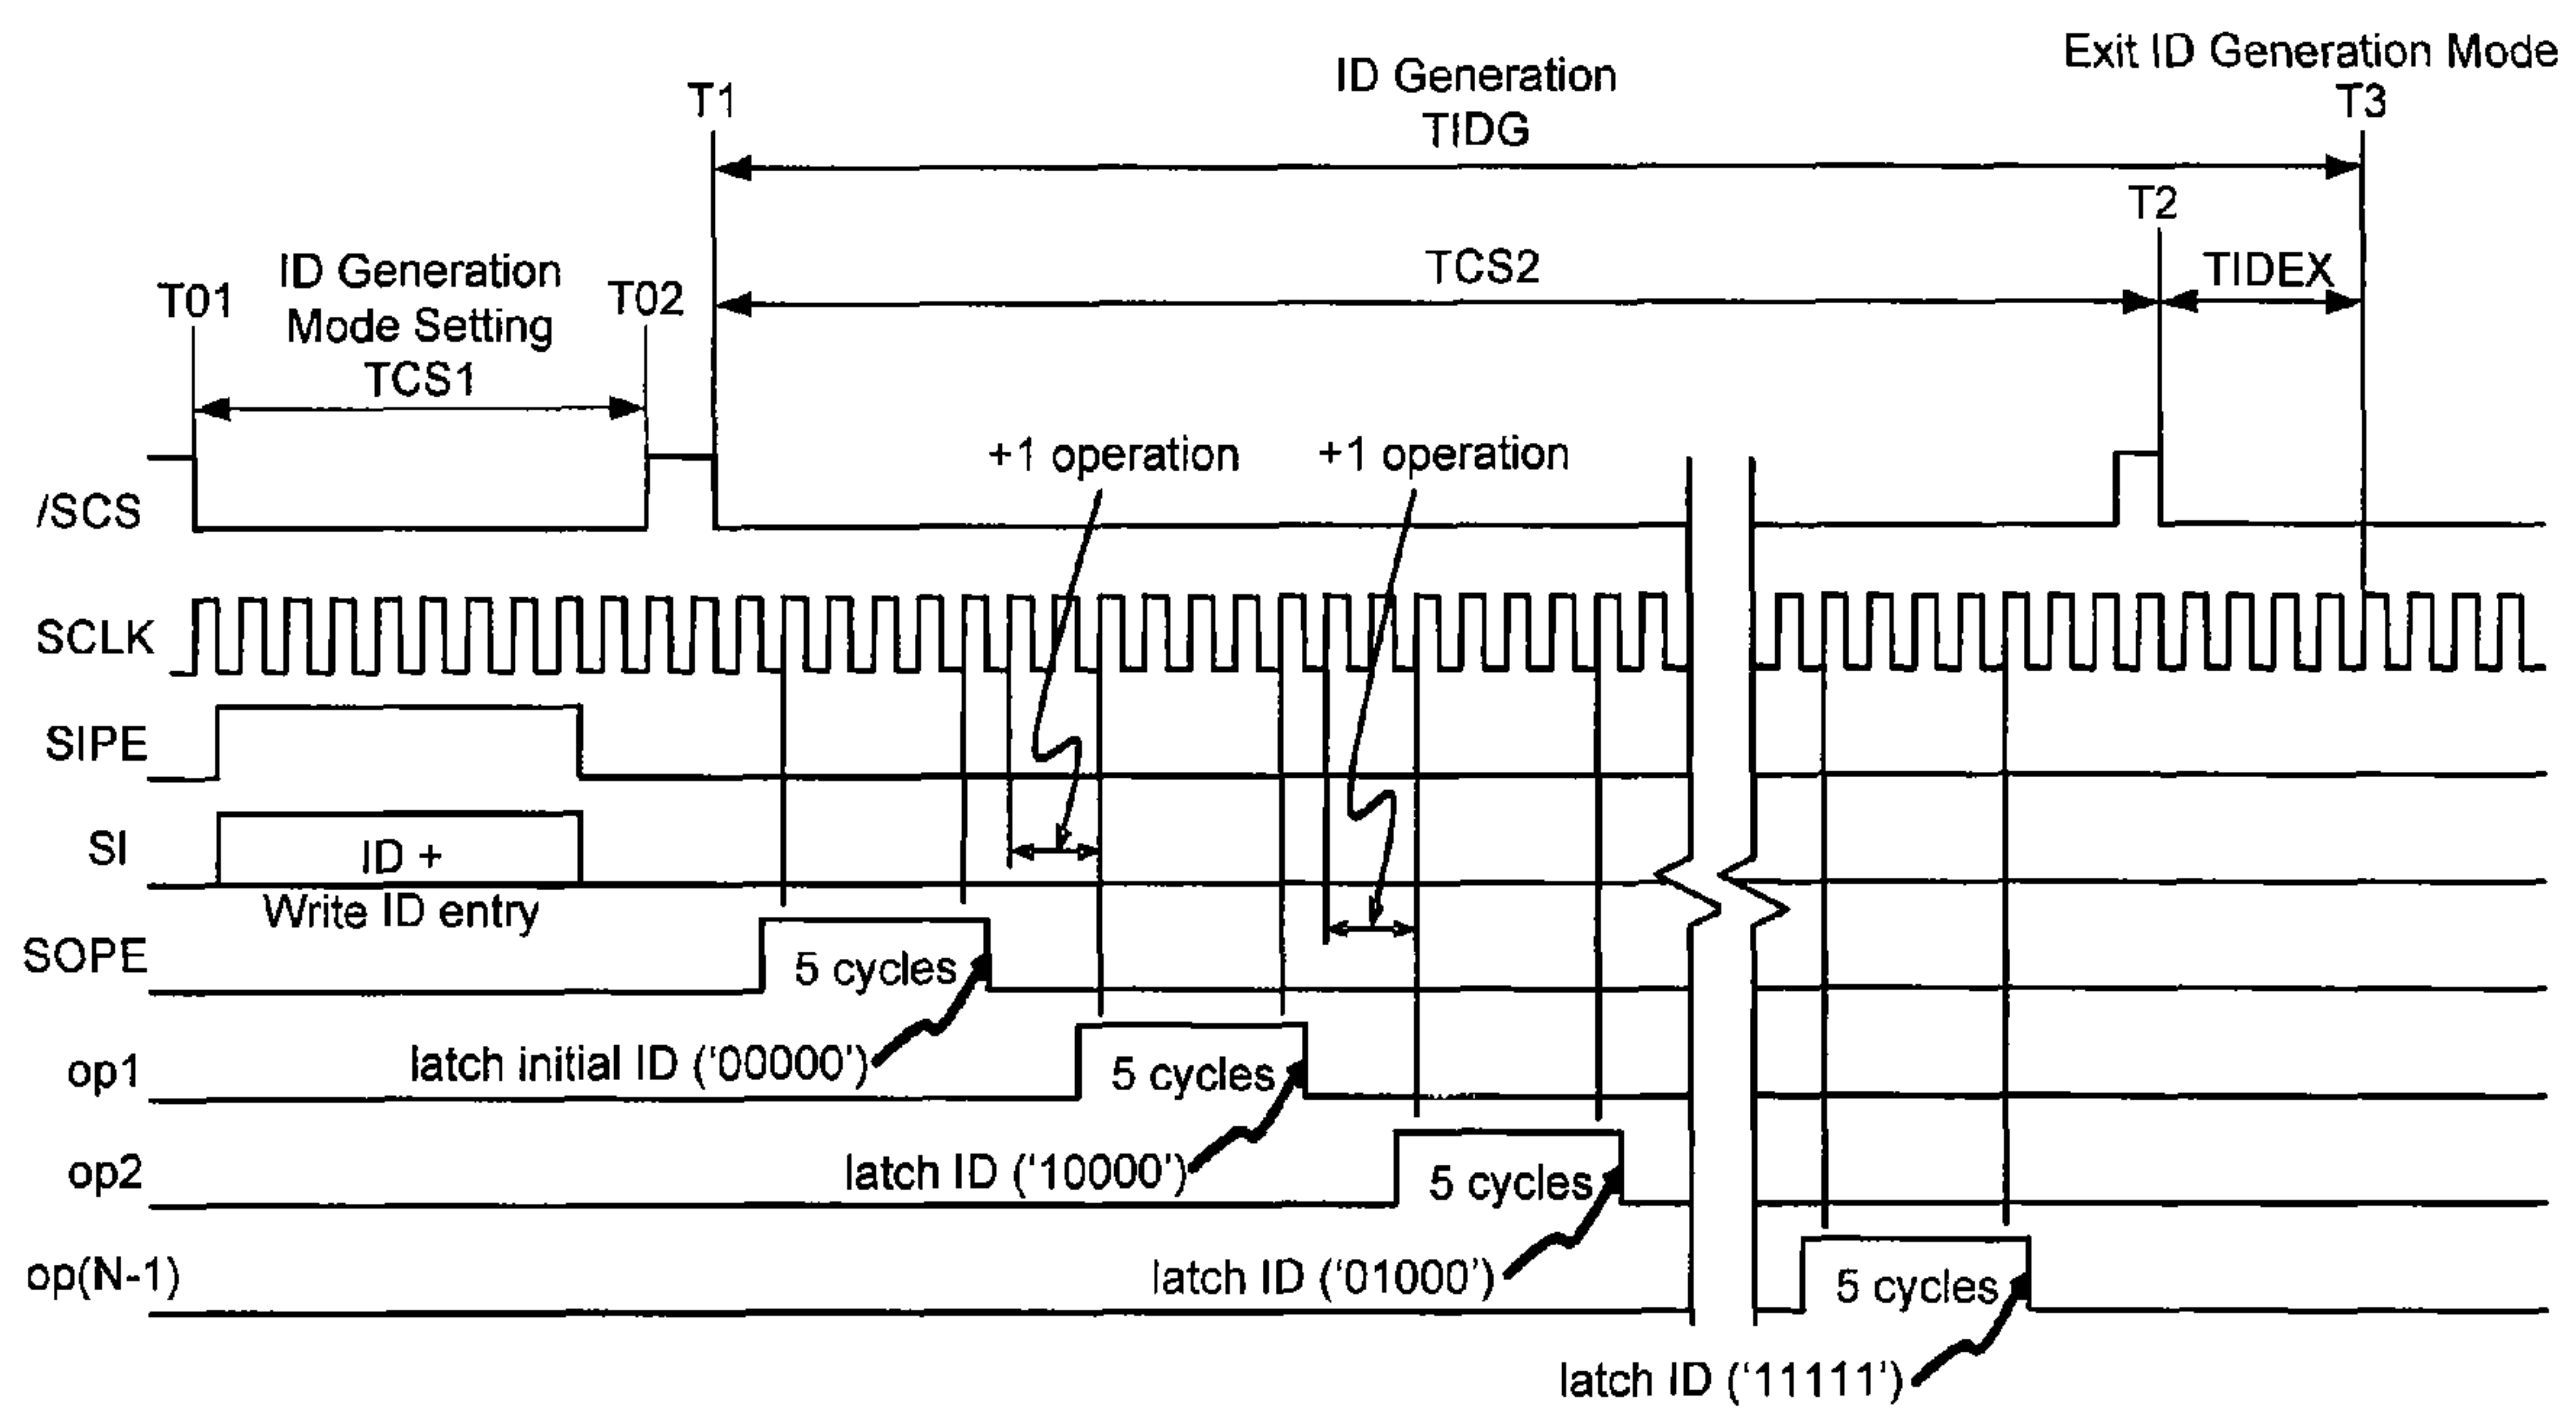 Exit ID Generation Mode
T3
ID Generation
TIDG
T1
T2
TCS2
TIDEX
ID Generation
Mode Setting
TCS1
T01
T02
+1 operation
+1 operation
/SCS
SCLK
SIPE
SI
ID +
Write ID entry
SOPE
5 cycles
latch initial ID ('00000')
op1
5 cycles
latch ID ('10000')
op2
5 cycles
latch ID ('01000')
op(N-1)
5 cycles
latch ID ('11111')